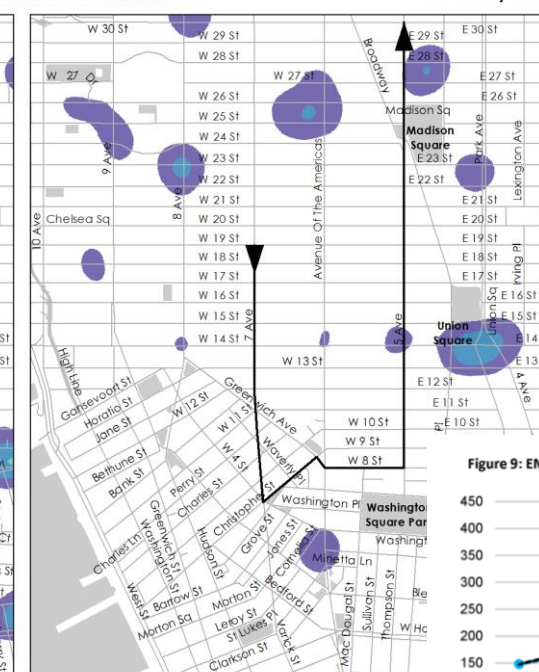 W 30 St
E 30 St
W 29 St
E 29 St
W 28 St
E 28 St
Broadway
W 27 Dr
W 27 St
E 27 St
W 26 St
E 26 St
W 25 St
Madison Sq
Madison
Square
Park Ave
Lexington Ave
W 24 St
9 Ave
W 23 St
E 23 St
W 22 St
E 22 St
8 Ave
Avenue Of The Americas
W 21 St
E 21 St
10 Ave
Chelsea Sq
W 20 St
E 20 St
W 19 St
E 19 St
W 18 St
E 18 St
Irving Pl
W 17 St
E 17 St
W 16 St
Union Sq
E 16 St
W 15 St
E 15 St
7 Ave
5 Ave
Union
Square
St
W 14 St
E 14
St
W 13 St
E 13
High Line
4 Ave
E 12 St
Gansevoort St
Horatio St
Jane St
W 12 St
Greenwich Ave
W 11 St
E 11 St
W 10 St
Pl
E 10 St
W 9 St
W 4 St
Waverly Pl
W 8 St
Bethune St
Bank St
Perry St
Charles St
Christopher St
Figure 9: EM
Washington Pl
Washington
Square Par
450
Charles Ln
Greenwich St
Washington St
Hudson St
Grove St
Jones St
Cornelia St
Washingt
400
Minetta Ln
350
West St
Barrow St
Bedford St
Ble
300
Morton St
Morton Sq
Leroy St
St Lukes Pl
Varick St
Mac Dougal St
Sullivan St
Thompson St
W Ho
250
200
Clarkson St
150